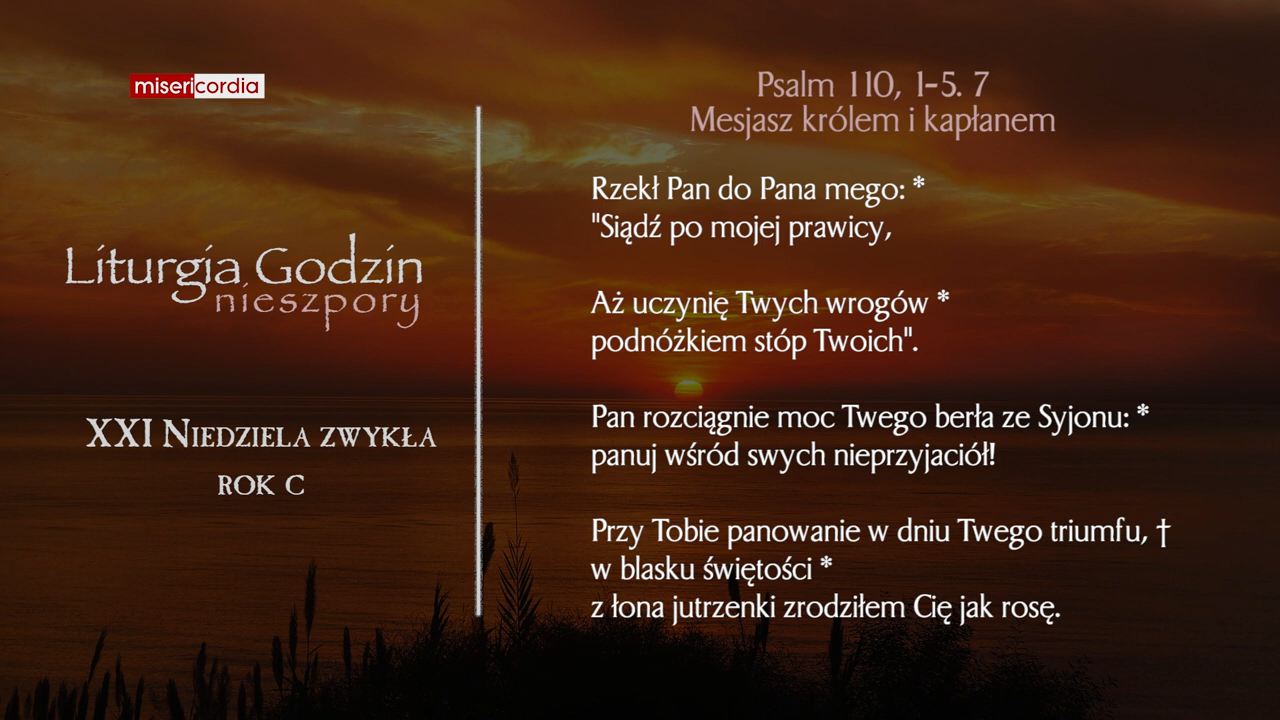 misericordia
Liturgia Godzin
nieszpory
XXI Niedziela zwykła
rok C
Psalm 110, 1-5. 7
Mesjasz królem i kapłanem
Rzekł Pan do Pana mego: *
"Siądź po mojej prawicy,
Aż uczynię Twych wrogów *
podnóżkiem stóp Twoich".
Pan rozciągnie moc Twego berła ze Syjonu: *
panuj wśród swych nieprzyjaciół!
Przy Tobie panowanie w dniu Twego triumfu, †
w blasku świętości *
z łona jutrzenki zrodziłem Cię jak rosę.